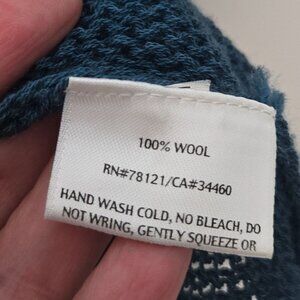 100% WOOL
RN#78121/CA#34460
HAND WASH COLD, NO BLEACH, DO
NOT WRING, GENTLY SQUEEZE OR